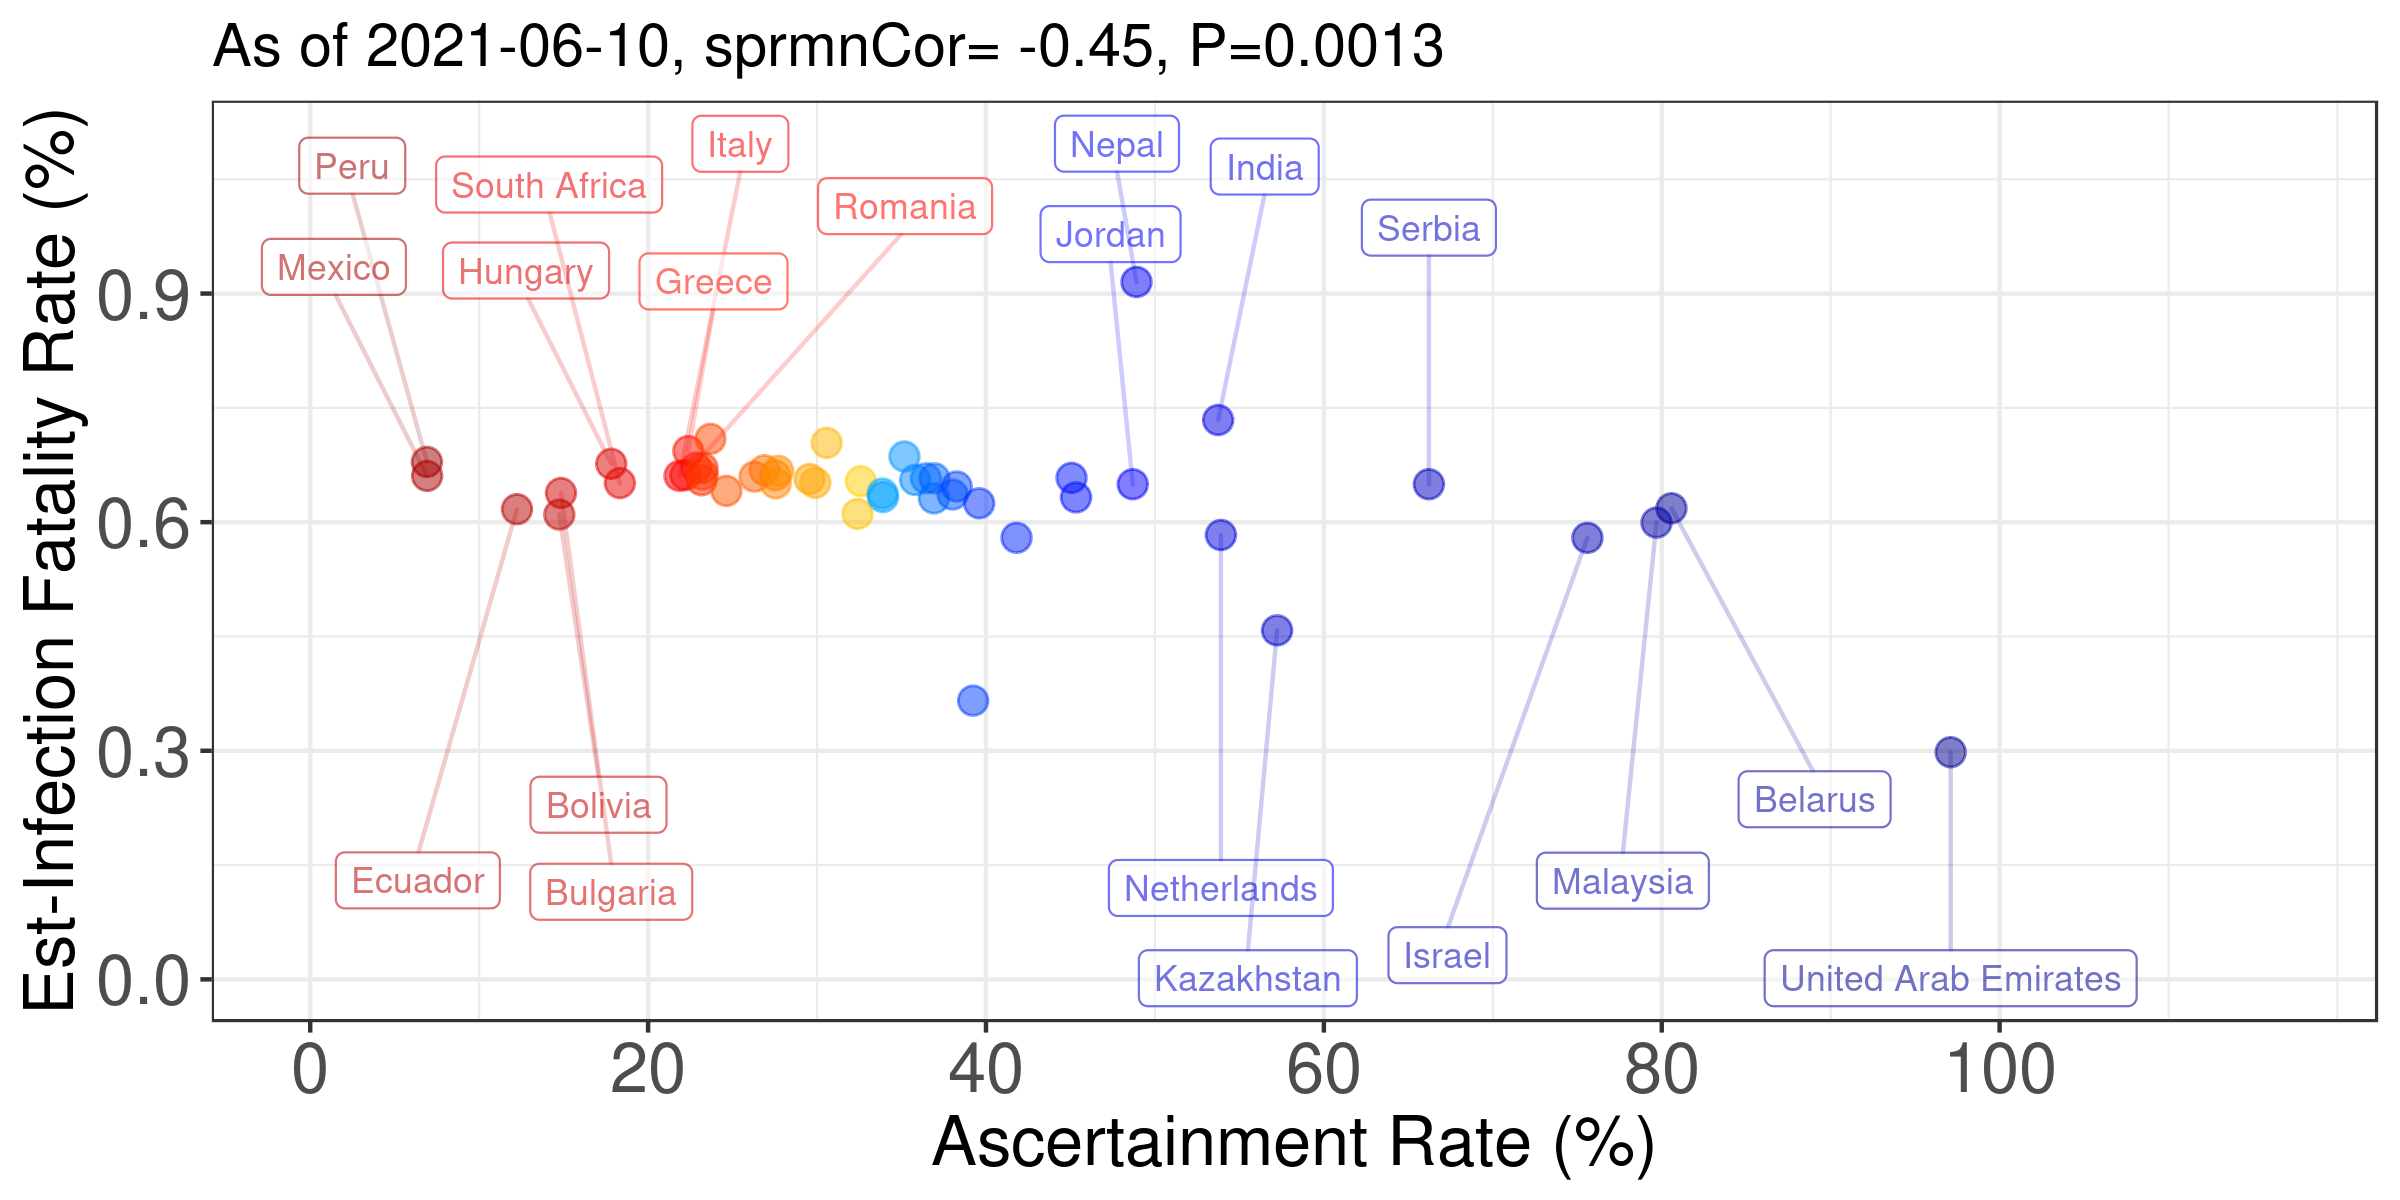 As of 2021-06-10, sprmnCor= -0.45, P=0.0013
Est-Infection Fatality Rate (%)
0.9
0.6
0.3
0.0
Italy
Nepal
Peru
India
South Africa
Romania
Serbia
Jordan
Mexico
Hungary
Greece
Bolivia
Belarus
Ecuador
Malaysia
Netherlands
Bulgaria
Israel
Kazakhstan
United Arab Emirates
0
20
40
60
80
100
Ascertainment Rate (%)